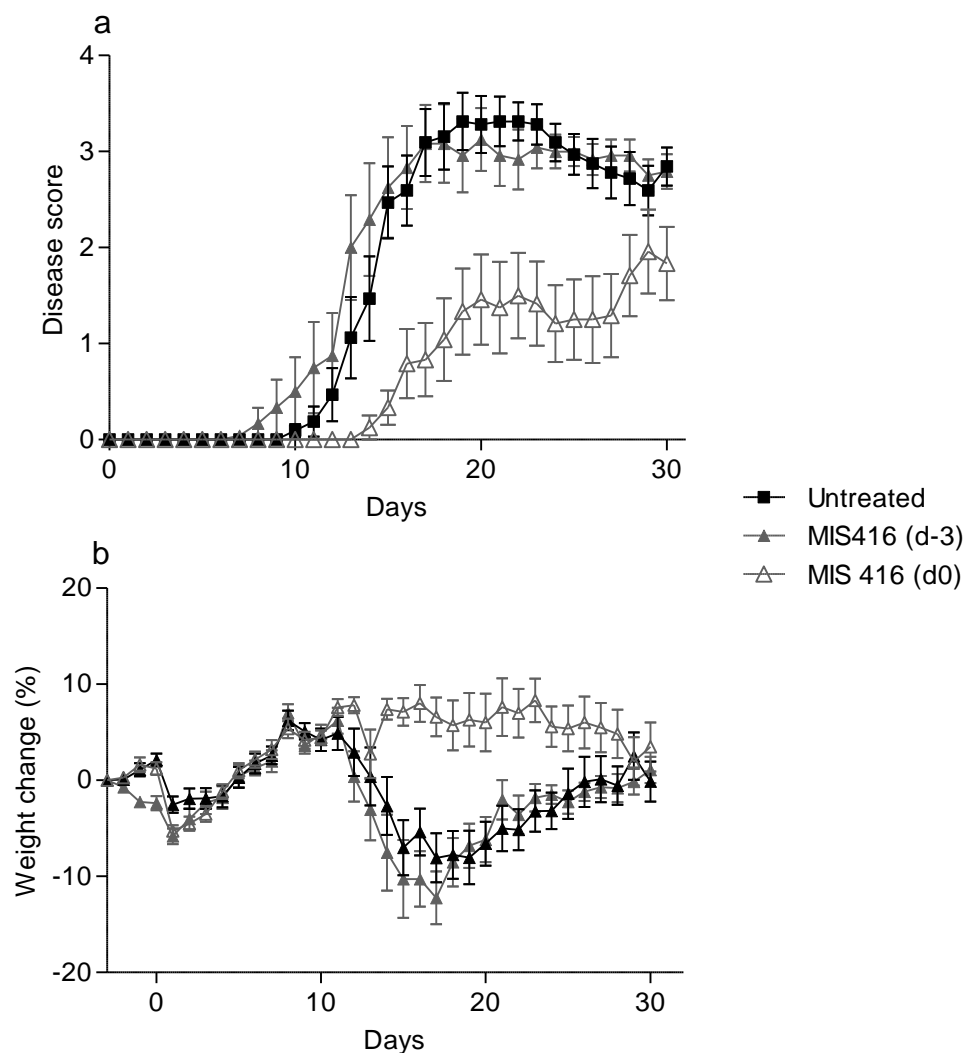 a
4
3
2
1
0
Disease score
0 10 20 30
Days
Untreated
MIS416 (d-3)
MIS 416 (d0)
b
20
10
0
-10
-20
Weight change (%)
0 10 20 30
Days